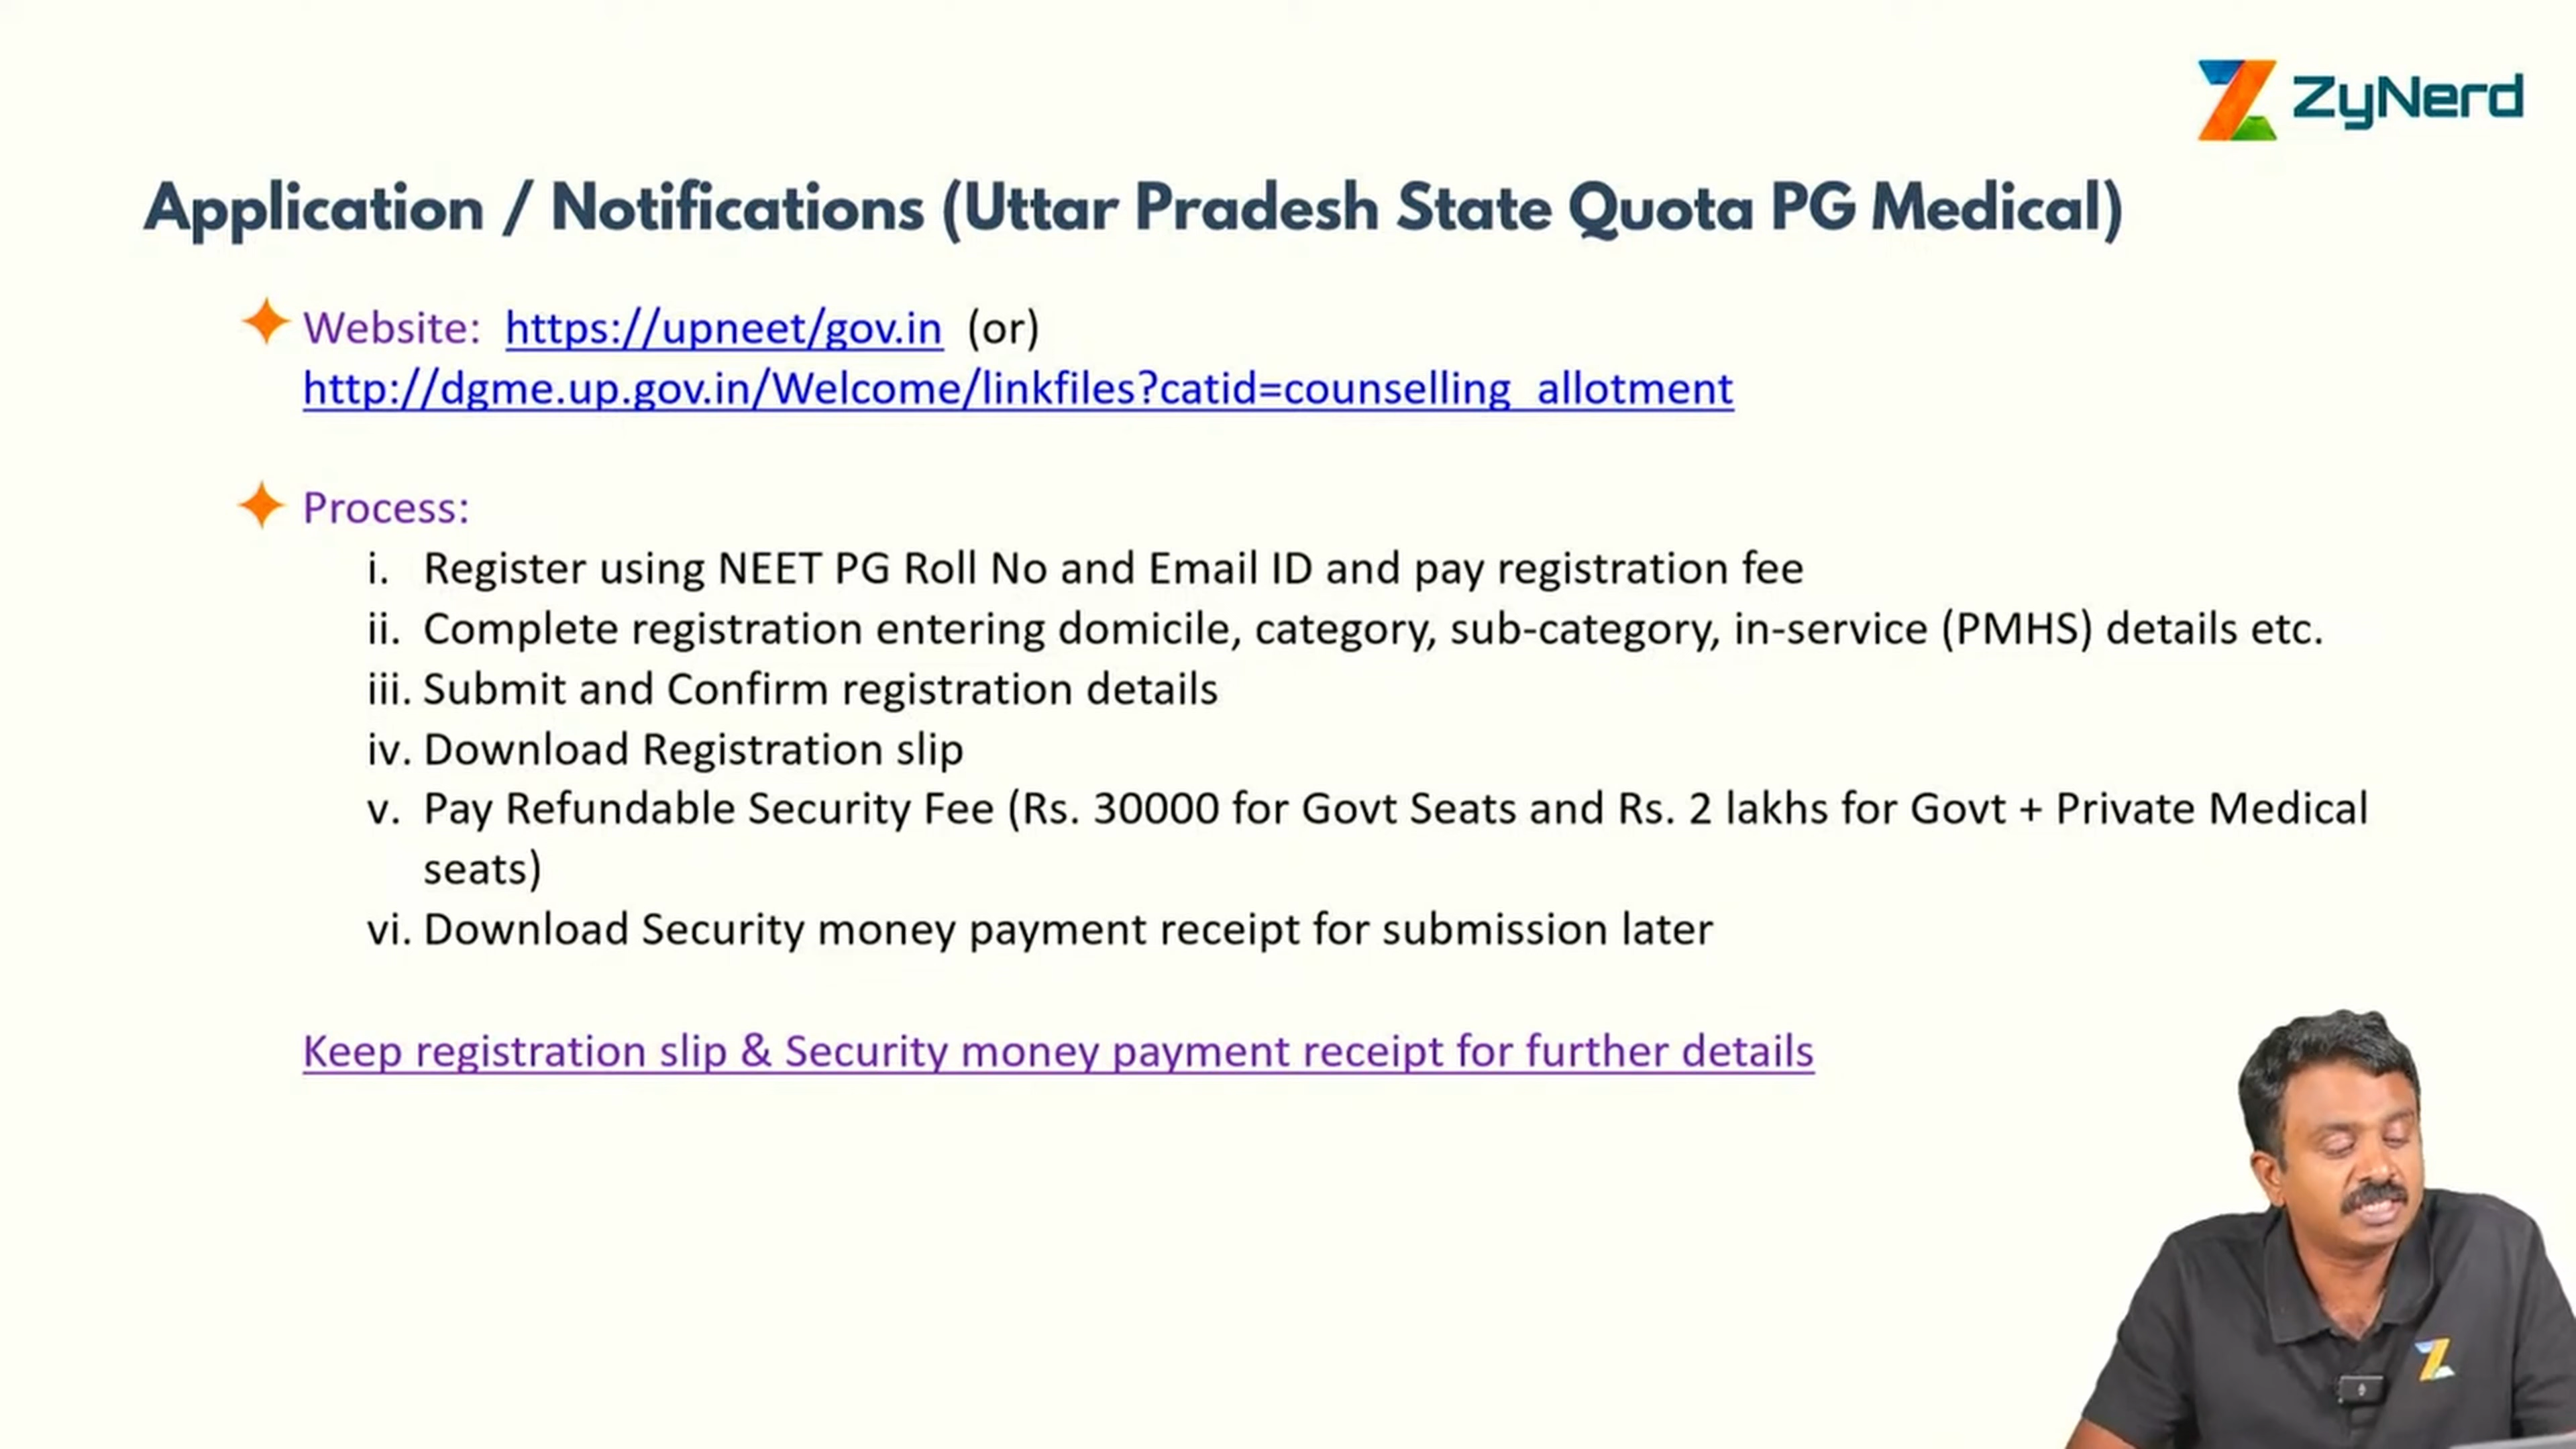 ZyNerd
Application / Notifications (Uttar Pradesh State Quota PG Medical)
Website: https://upneet/gov.in (or)
http://dgme.up.gov.in/Welcome/linkfiles?catid=counselling_allotment
Process:
i. Register using NEET PG Roll No and Email ID and pay registration fee
ii. Complete registration entering domicile, category, sub-category, in-service (PMHS) details etc.
iii. Submit and Confirm registration details
iv. Download Registration slip
v. Pay Refundable Security Fee (Rs. 30000 for Govt Seats and Rs. 2 lakhs for Govt + Private Medical
seats)
vi. Download Security money payment receipt for submission later
Keep registration slip & Security money payment receipt for further details